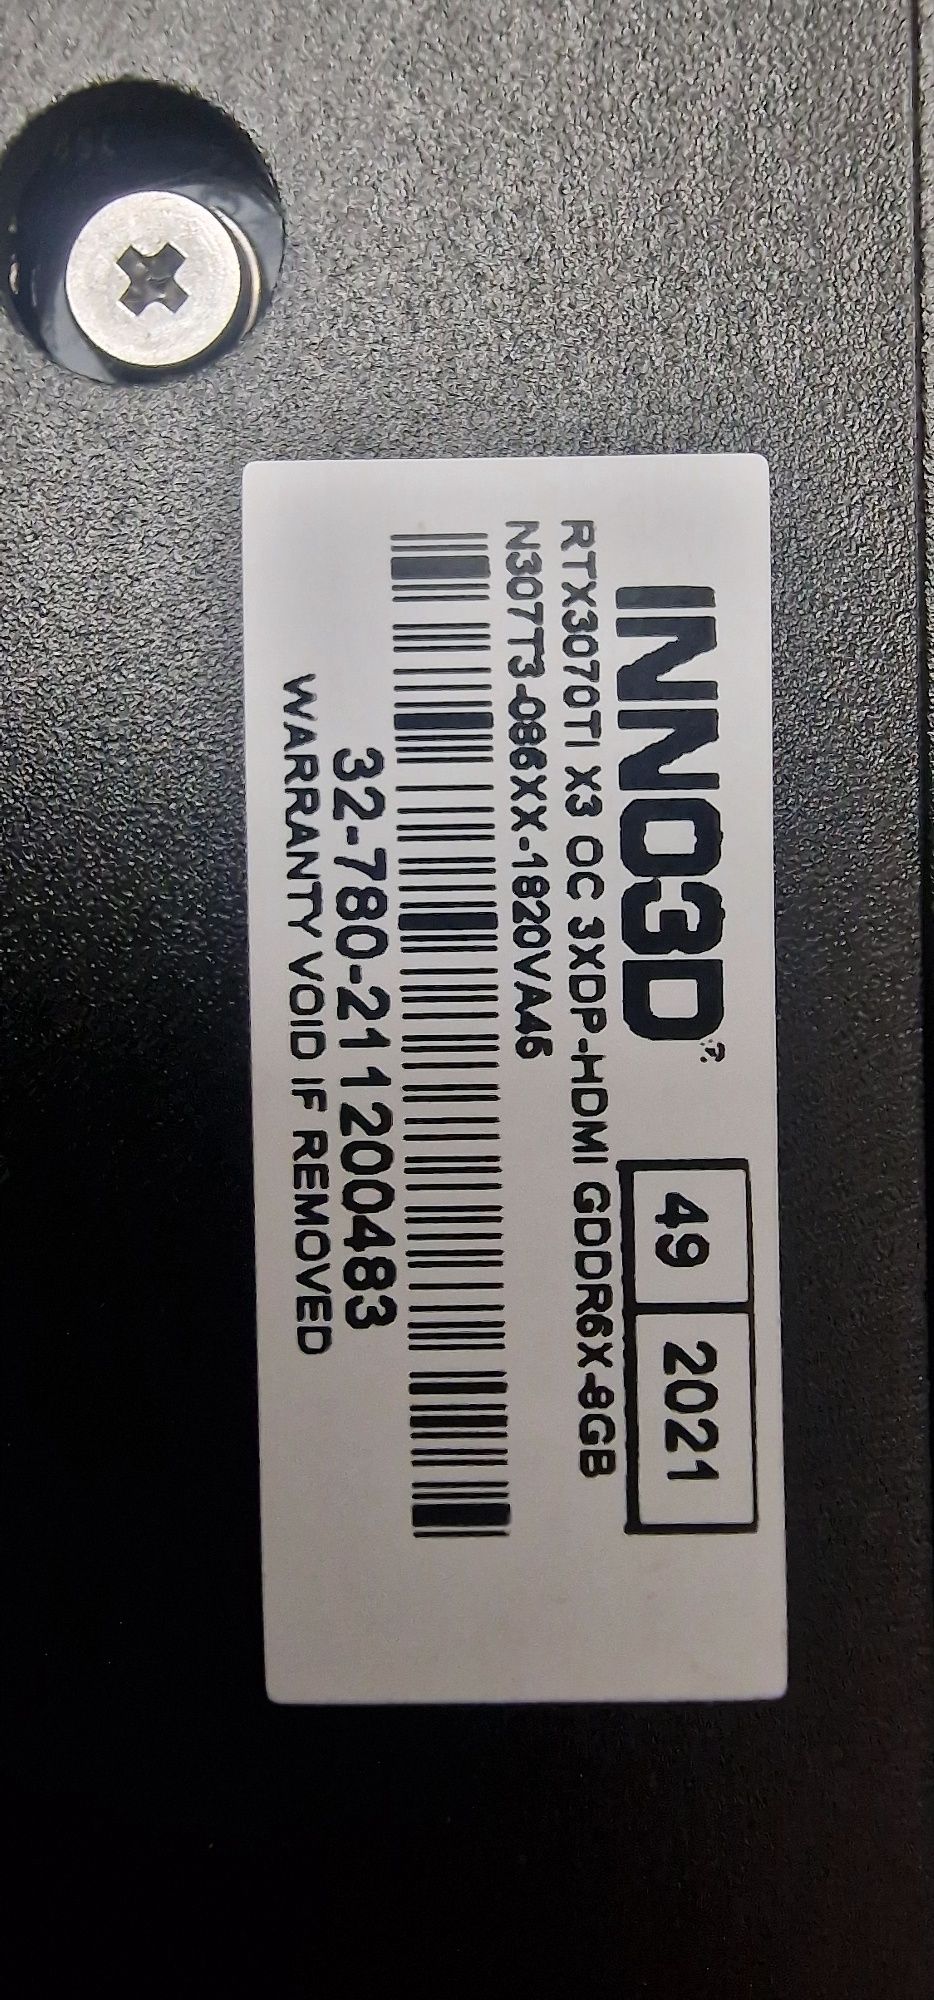 INNO3D®
49 2021
RTX3070TI X3 OC 3XDP-HDMI GDDR6X-8GB
N307T3-086XX-1820VA45
32-780-211200483
WARRANTY VOID IF REMOVED